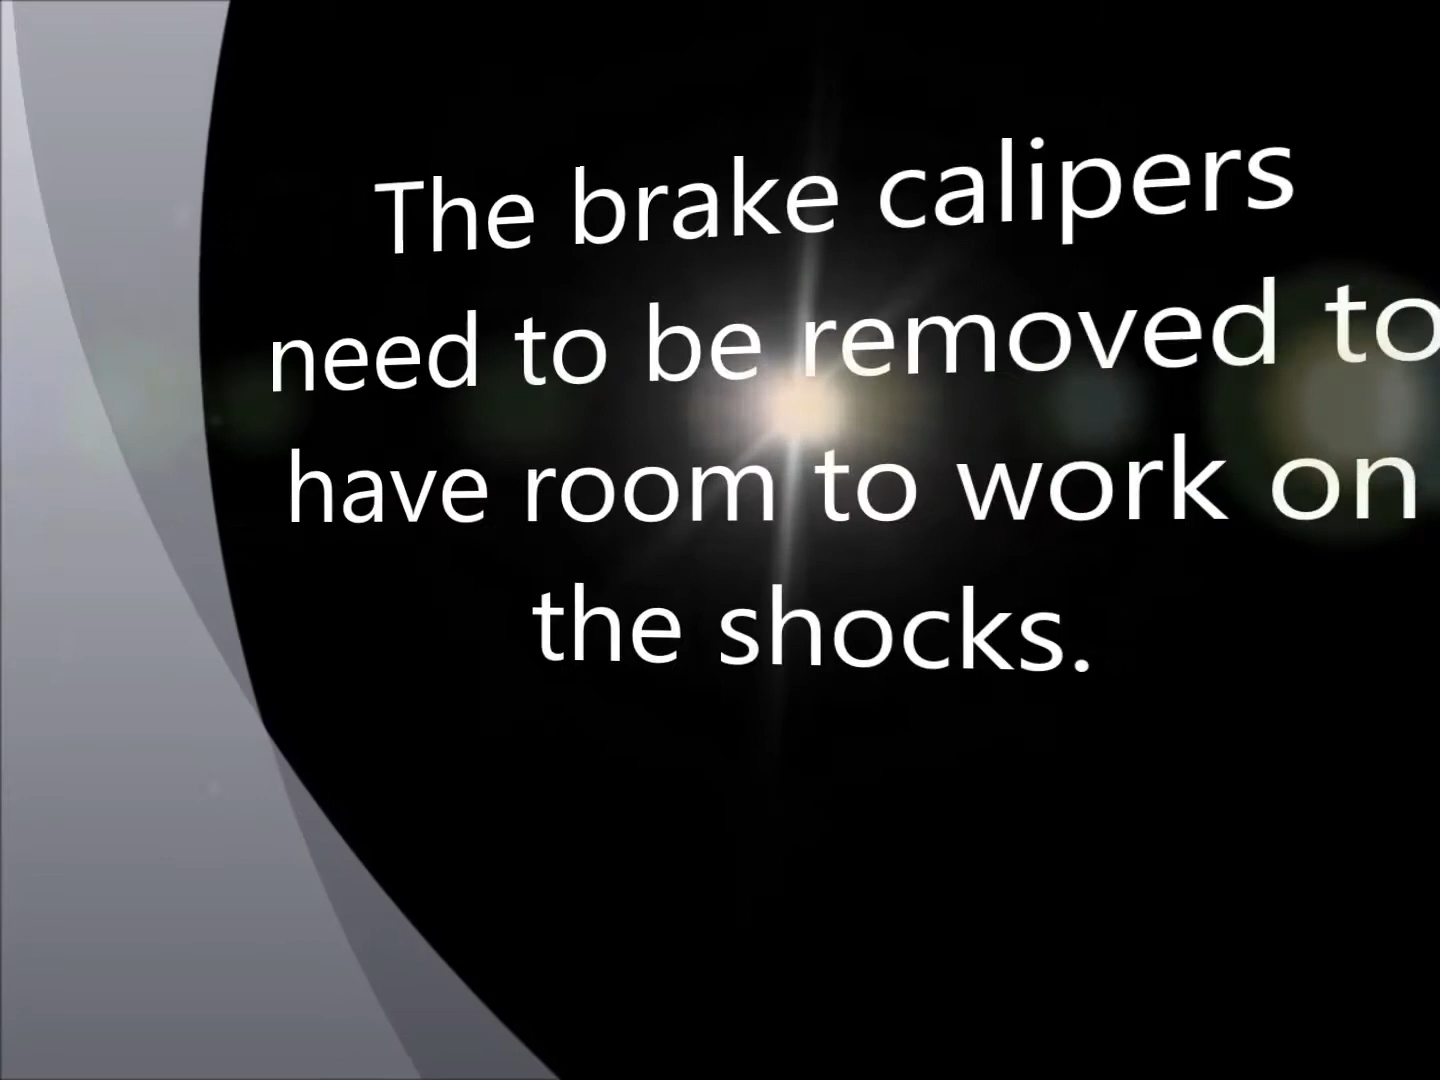 The brake calipers
need to be removed to
have room to work on
the shocks.